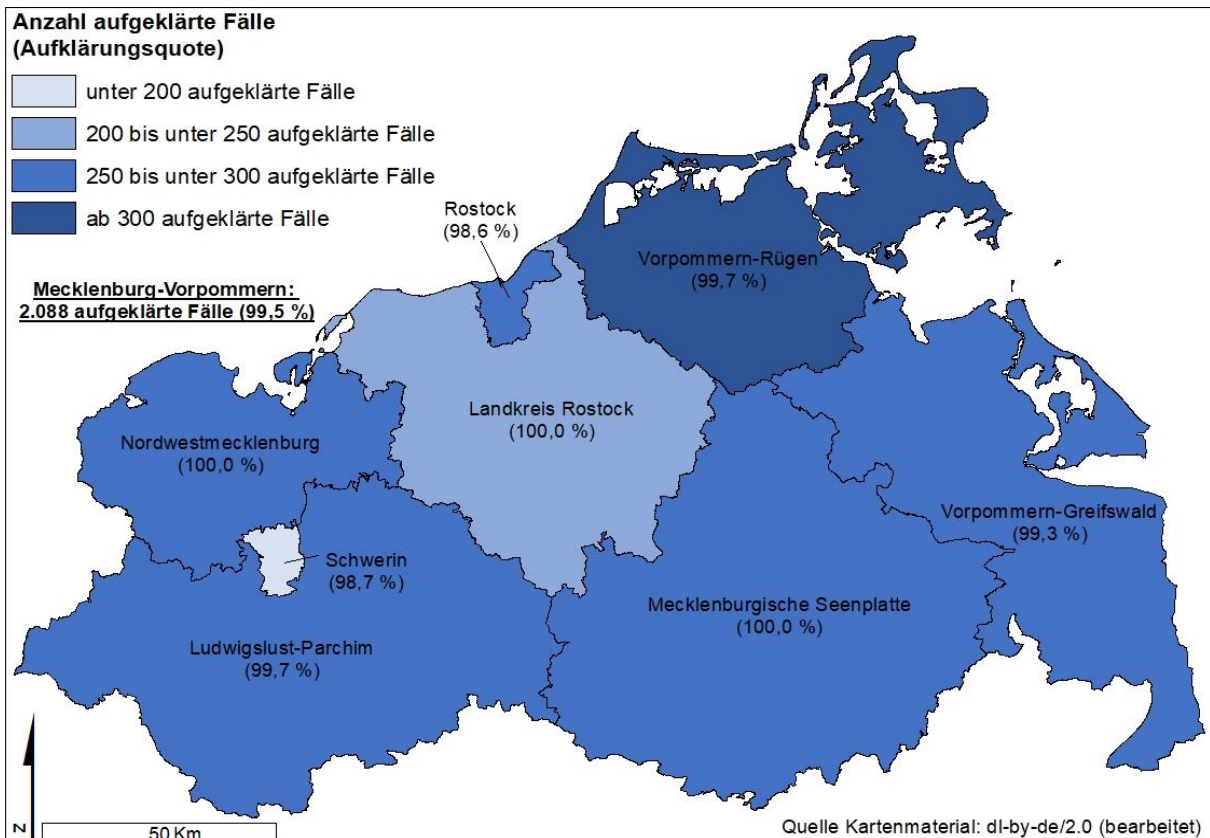 Anzahl aufgeklärte Fälle
(Aufklärungsquote)
unter 200 aufgeklärte Fälle
200 bis unter 250 aufgeklärte Fälle
250 bis unter 300 aufgeklärte Fälle
ab 300 aufgeklärte Fälle
Rostock
(98,6 %)
Vorpommern-Rügen
(99,7 %)
Mecklenburg-Vorpommern:
2.088 aufgeklärte Fälle (99,5 %)
Landkreis Rostock
(100,0 %)
Nordwestmecklenburg
(100,0 %)
Vorpommern-Greifswald
(99,3 %)
Schwerin
(98,7 %)
Mecklenburgische Seenplatte
(100,0 %)
Ludwigslust-Parchim
(99,7 %)
N
50 Km
Quelle Kartenmaterial: dl-by-de/2.0 (bearbeitet)